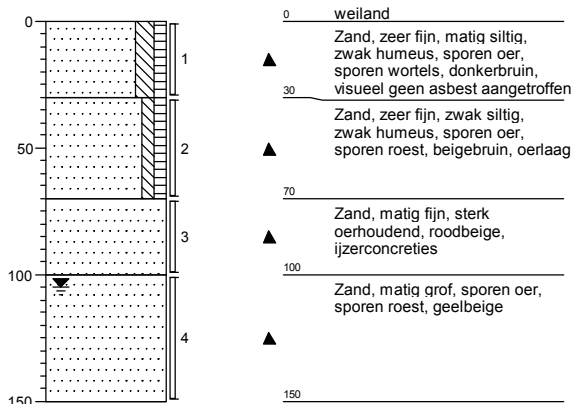 0
50
100
150
1
2
3
4
0
weiland
Zand, zeer fijn, matig siltig,
zwak humeus, sporen oer,
sporen wortels, donkerbruin,
visueel geen asbest aangetroffen
30
Zand, zeer fijn, zwak siltig,
zwak humeus, sporen oer,
sporen roest, beigebruin, oerlaag
70
Zand, matig fijn, sterk
oerhoudend, roodbeige,
ijzerconcreties
100
Zand, matig grof, sporen oer,
sporen roest, geelbeige
150